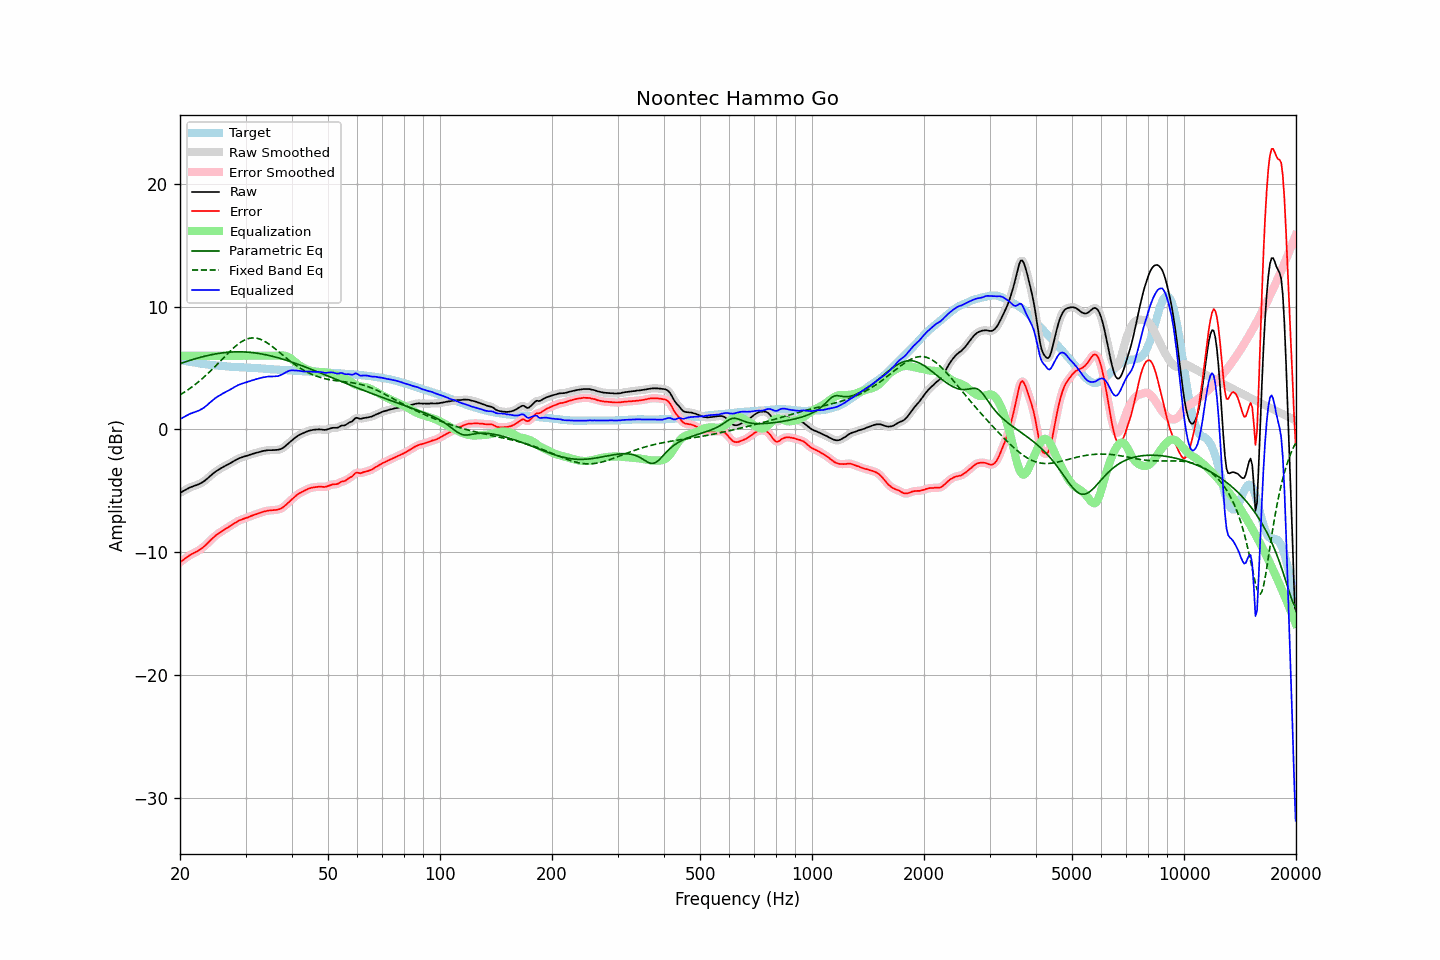 Noontec Hammo Go
Target
Raw Smoothed
Error Smoothed
Raw
Error
Equalization
Parametric Eq
Fixed Band Eq
Equalized
20
10
0
−10
−20
−30
Amplitude (dBr)
20 50 100 200 500 1000 2000 5000 10000 20000
Frequency (Hz)